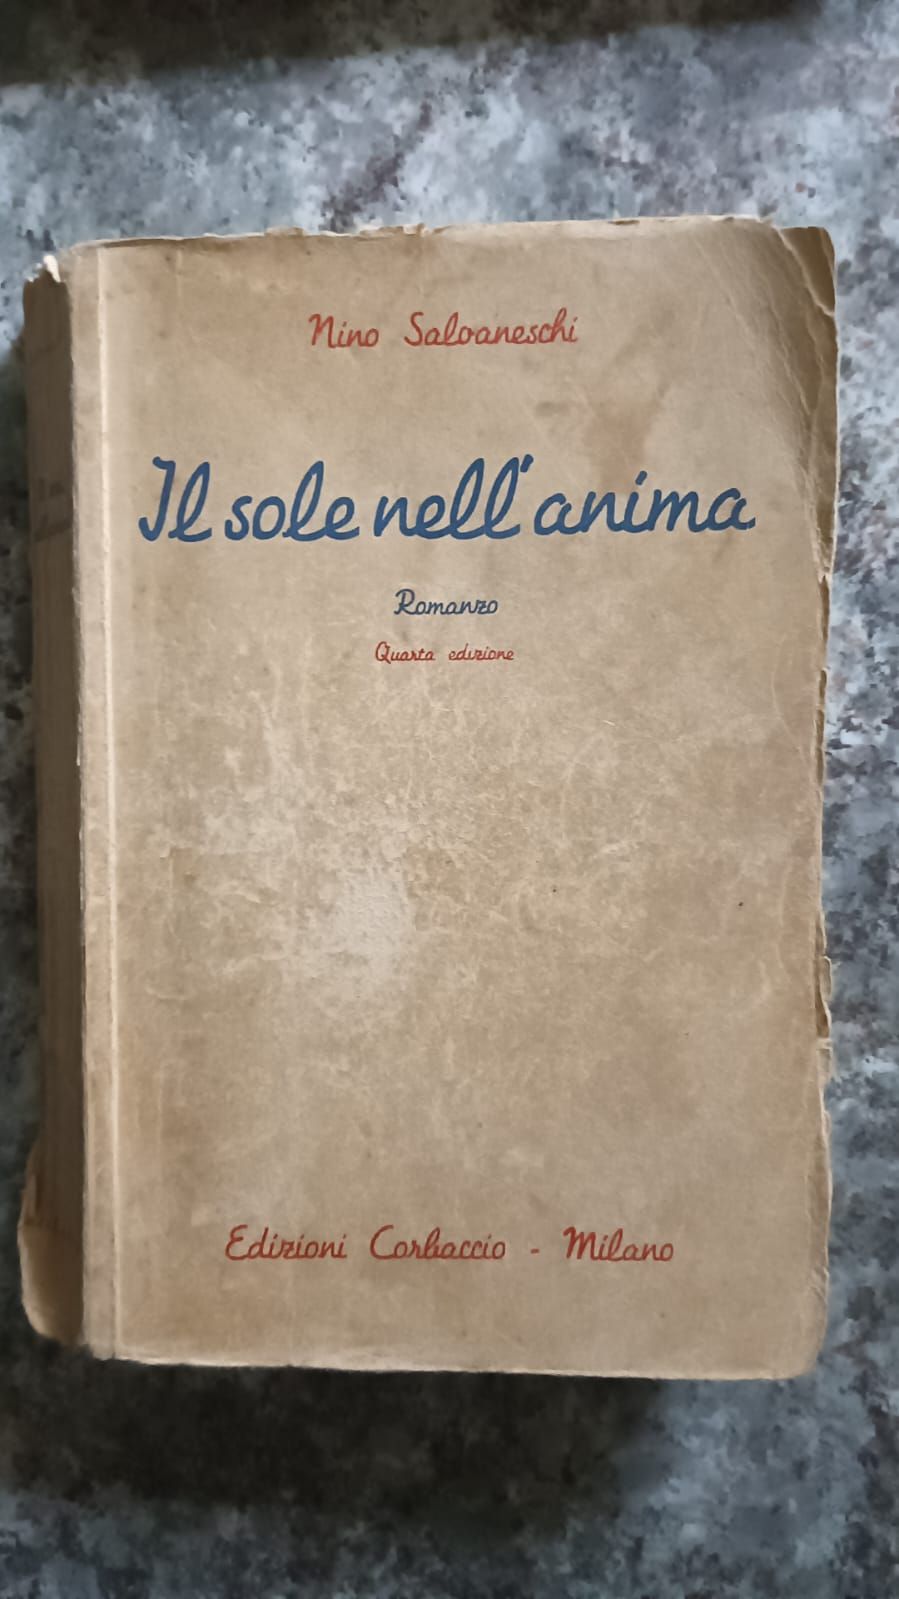 Nino Salvaneschi
Il sole nell'anima
Romanzo
Quarta edizione
Edizioni Corbaccio - Milano